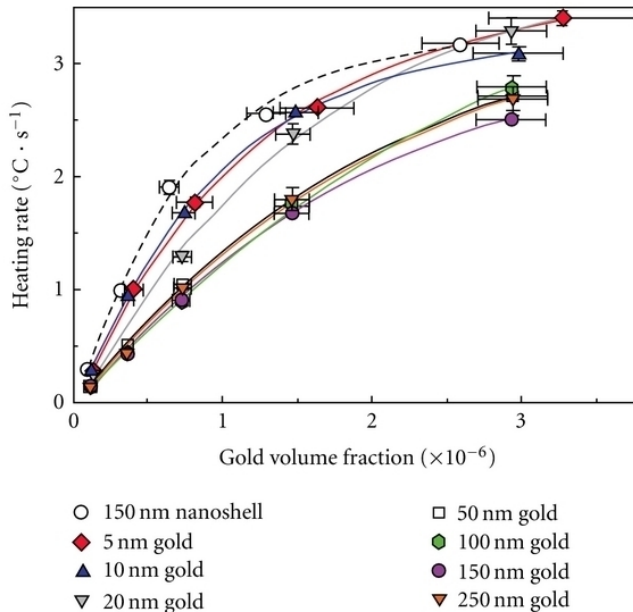 3
2
1
0
Heating rate (°C · s⁻¹)
0 1 2 3
Gold volume fraction (×10⁻⁶)
150 nm nanoshell
5 nm gold
10 nm gold
20 nm gold
50 nm gold
100 nm gold
150 nm gold
250 nm gold